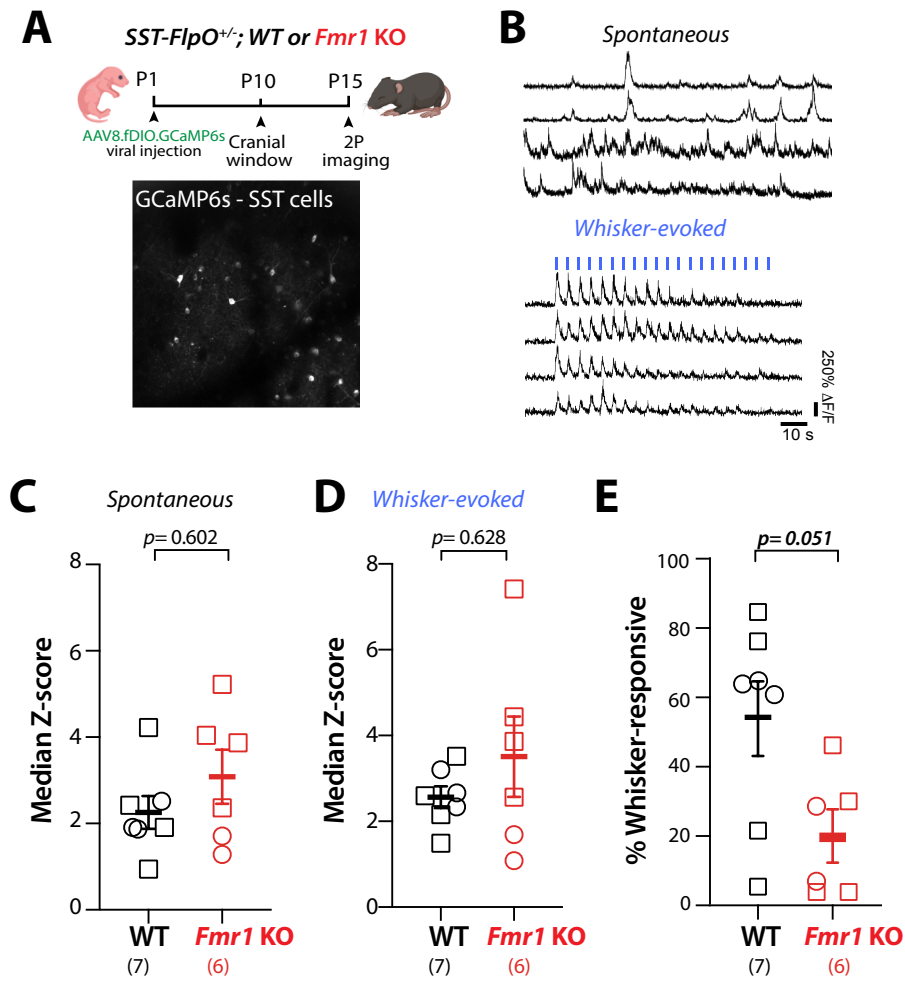 A
SST-FlpO+/-; WT or Fmr1 KO
P1
P10
P15
AAV8.fDIO.GCaMP6s
viral injection
Cranial
window
2P
imaging
GCaMP6s - SST cells
B
Spontaneous
Whisker-evoked
250% ΔF/F
10 s
C
Spontaneous
p= 0.602
Median Z-score
8
6
4
2
0
WT
Fmr1 KO
(7)
(6)
D
Whisker-evoked
p= 0.628
Median Z-score
8
6
4
2
0
WT
Fmr1 KO
(7)
(6)
E
p= 0.051
% Whisker-responsive
100
80
60
40
20
0
WT
Fmr1 KO
(7)
(6)